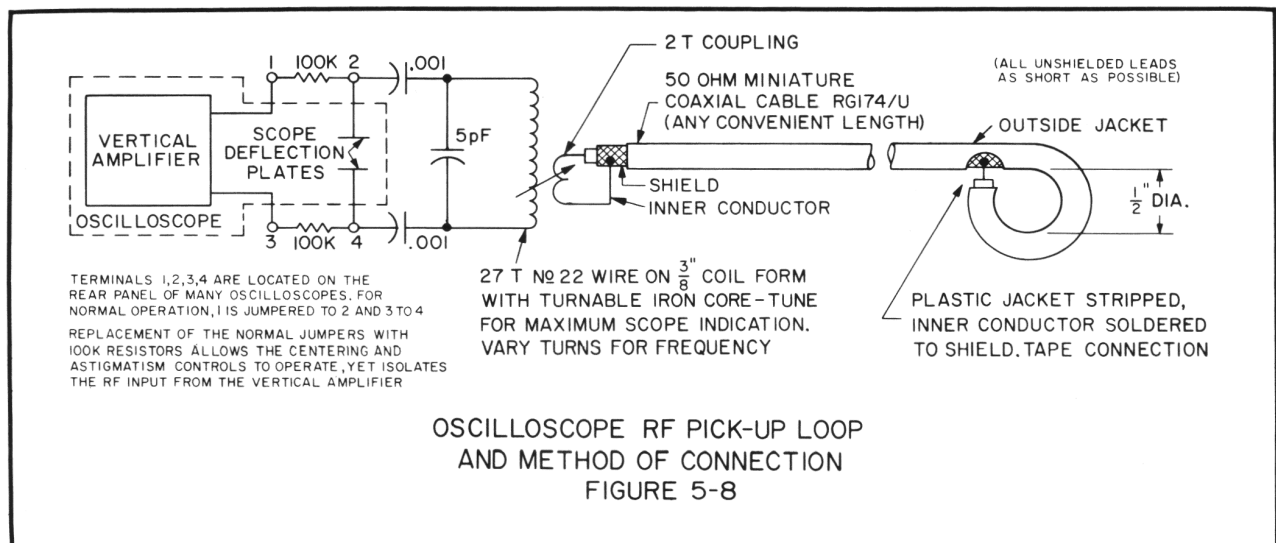 1
100K
2
.001
2 T COUPLING
50 OHM MINIATURE
COAXIAL CABLE RG174/U
(ANY CONVENIENT LENGTH)
(ALL UNSHIELDED LEADS
AS SHORT AS POSSIBLE)
OUTSIDE JACKET
VERTICAL
AMPLIFIER
SCOPE
DEFLECTION
PLATES
5pF
SHIELD
INNER CONDUCTOR
1/2" DIA.
OSCILLOSCOPE
3
100K
4
.001
TERMINALS 1,2,3,4 ARE LOCATED ON THE
REAR PANEL OF MANY OSCILLOSCOPES. FOR
NORMAL OPERATION, 1 IS JUMPERED TO 2 AND 3 TO 4
REPLACEMENT OF THE NORMAL JUMPERS WITH
100K RESISTORS ALLOWS THE CENTERING AND
ASTIGMATISM CONTROLS TO OPERATE, YET ISOLATES
THE RF INPUT FROM THE VERTICAL AMPLIFIER
27 T No 22 WIRE ON 3/8" COIL FORM
WITH TURNABLE IRON CORE-TUNE
FOR MAXIMUM SCOPE INDICATION.
VARY TURNS FOR FREQUENCY
PLASTIC JACKET STRIPPED,
INNER CONDUCTOR SOLDERED
TO SHIELD. TAPE CONNECTION
OSCILLOSCOPE RF PICK-UP LOOP
AND METHOD OF CONNECTION
FIGURE 5-8